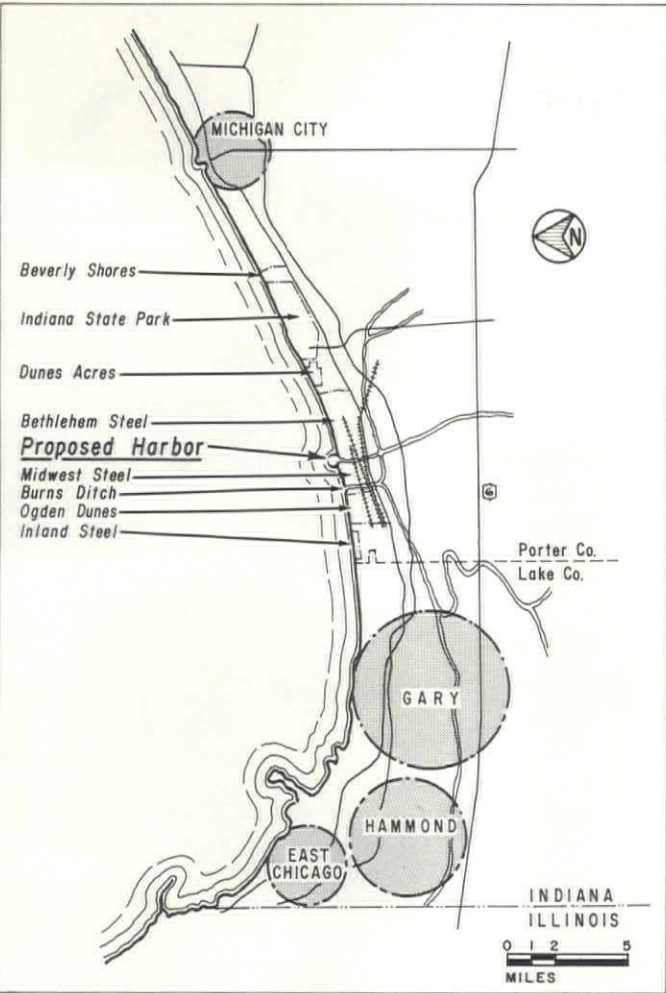 MICHIGAN CITY
N
Beverly Shores
Indiana State Park
Dunes Acres
Bethlehem Steel
Proposed Harbor
Midwest Steel
Burns Ditch
Ogden Dunes
Inland Steel
6
Porter Co.
Lake Co.
GARY
HAMMOND
EAST
CHICAGO
INDIANA
ILLINOIS
0 1 2 5
MILES